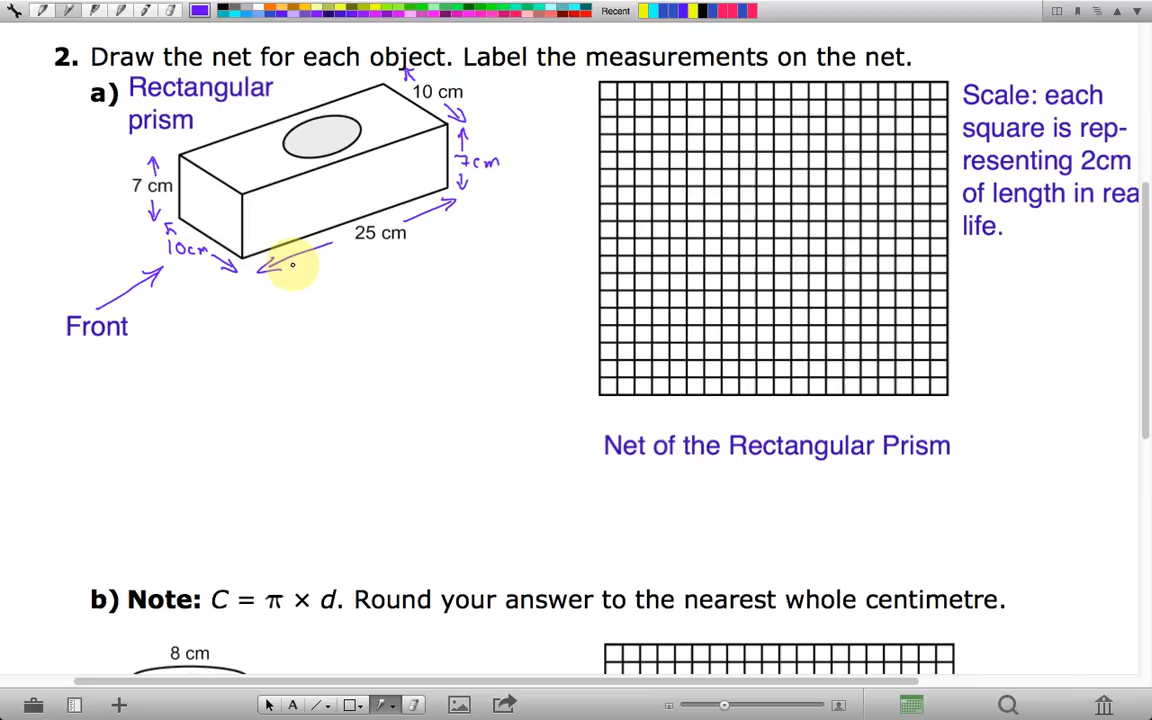 Recent
2. Draw the net for each object. Label the measurements on the net.
a) Rectangular
prism
10 cm
7cm
7 cm
10cm
25 cm
Front
Scale: each
square is rep-
resenting 2cm
of length in rea
life.
Net of the Rectangular Prism
b) Note: C = π × d. Round your answer to the nearest whole centimetre.
8 cm
A